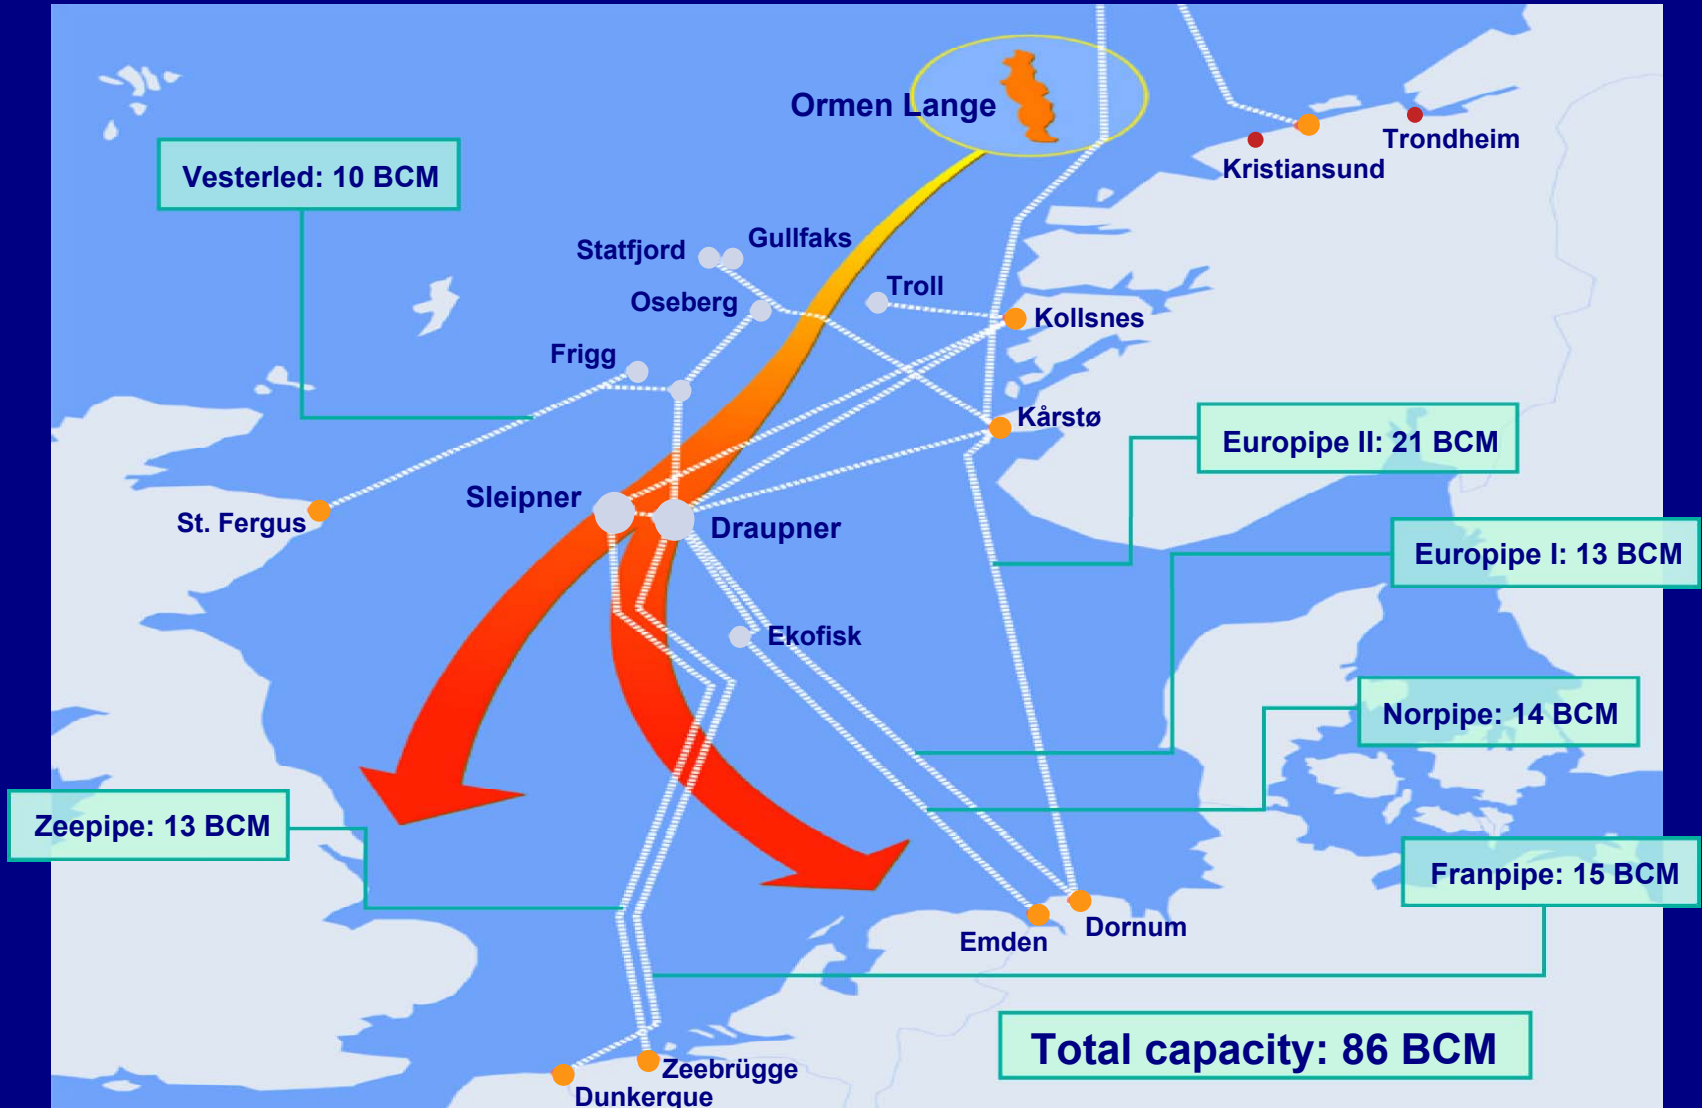 Ormen Lange
Trondheim
Kristiansund
Vesterled: 10 BCM
Statfjord
Gullfaks
Troll
Oseberg
Kollsnes
Frigg
Kårstø
Europipe II: 21 BCM
Sleipner
St. Fergus
Draupner
Europipe I: 13 BCM
Ekofisk
Norpipe: 14 BCM
Zeepipe: 13 BCM
Franpipe: 15 BCM
Dornum
Emden
Total capacity: 86 BCM
Zeebrügge
Dunkerque